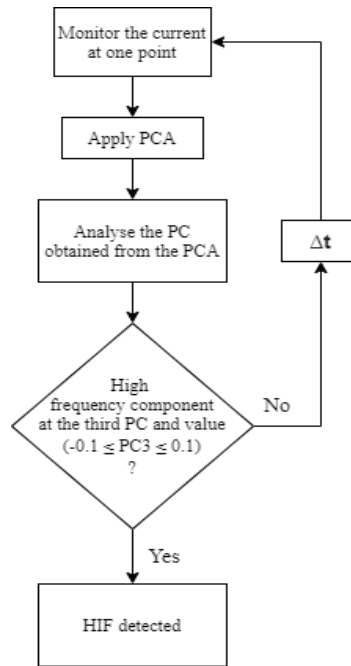 Monitor the current
at one point
Apply PCA
Analyse the PC
obtained from the PCA
Δt
High
frequency component
at the third PC and value
(-0.1 ≤ PC3 ≤ 0.1)
?
No
Yes
HIF detected